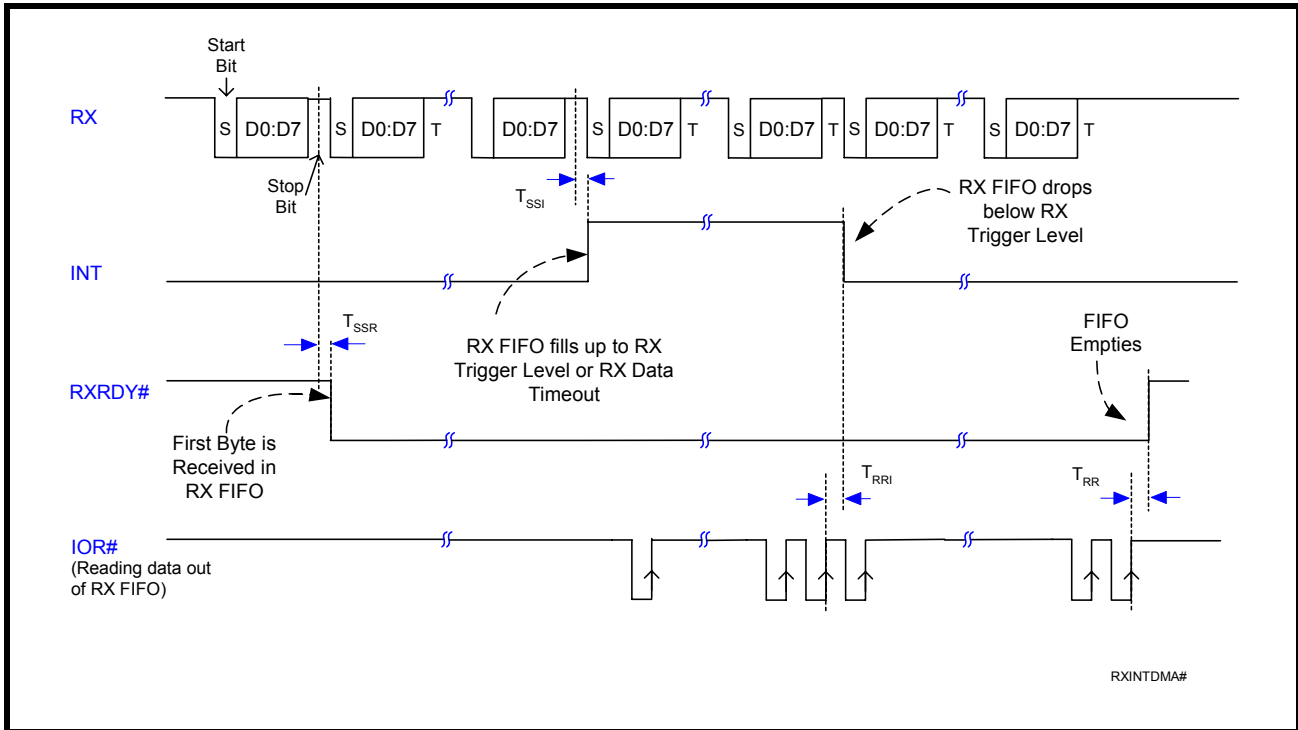 Start
Bit
RX
S D0:D7 S D0:D7 T D0:D7 S D0:D7 T S D0:D7 T S D0:D7 T S D0:D7 T
Stop
Bit
TSSI
RX FIFO drops
below RX
Trigger Level
INT
TSSR
RX FIFO fills up to RX
Trigger Level or RX Data
Timeout
FIFO
Empties
RXRDY#
First Byte is
Received in
RX FIFO
TRRI
TRR
IOR#
(Reading data out
of RX FIFO)
RXINTDMA#